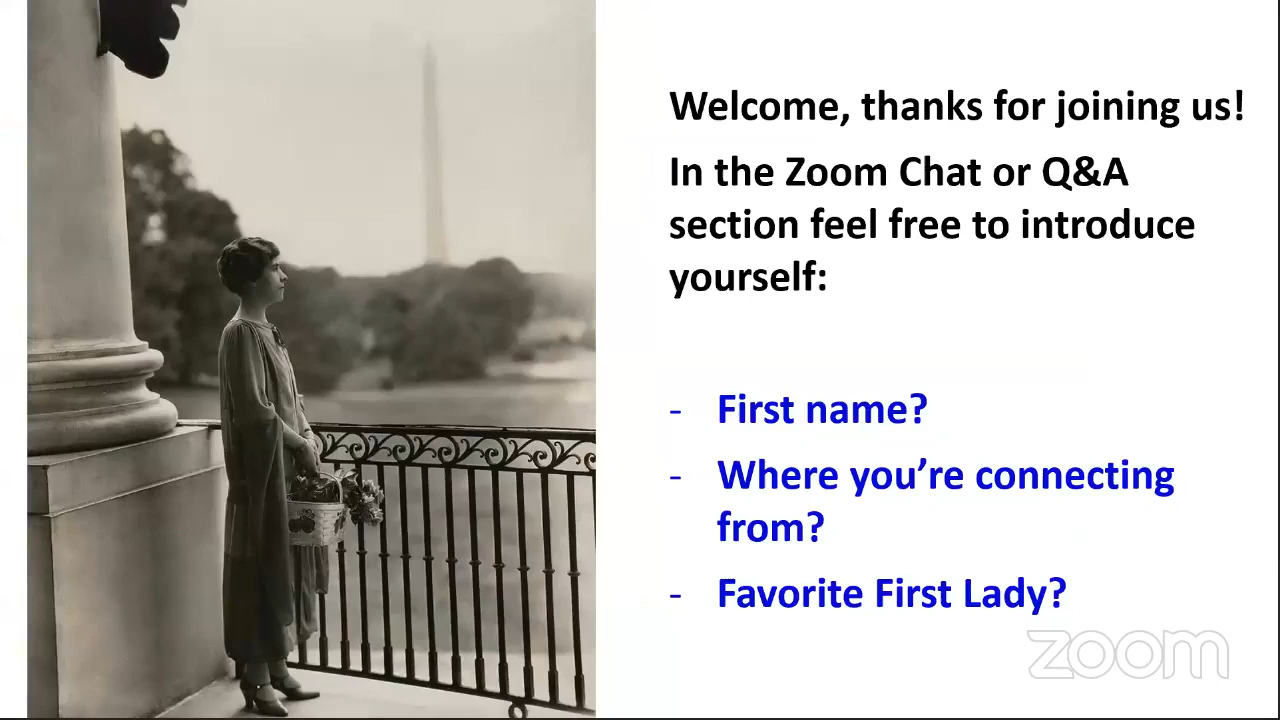 Welcome, thanks for joining us!
In the Zoom Chat or Q&A
section feel free to introduce
yourself:
- First name?
- Where you’re connecting
from?
- Favorite First Lady?
zoom